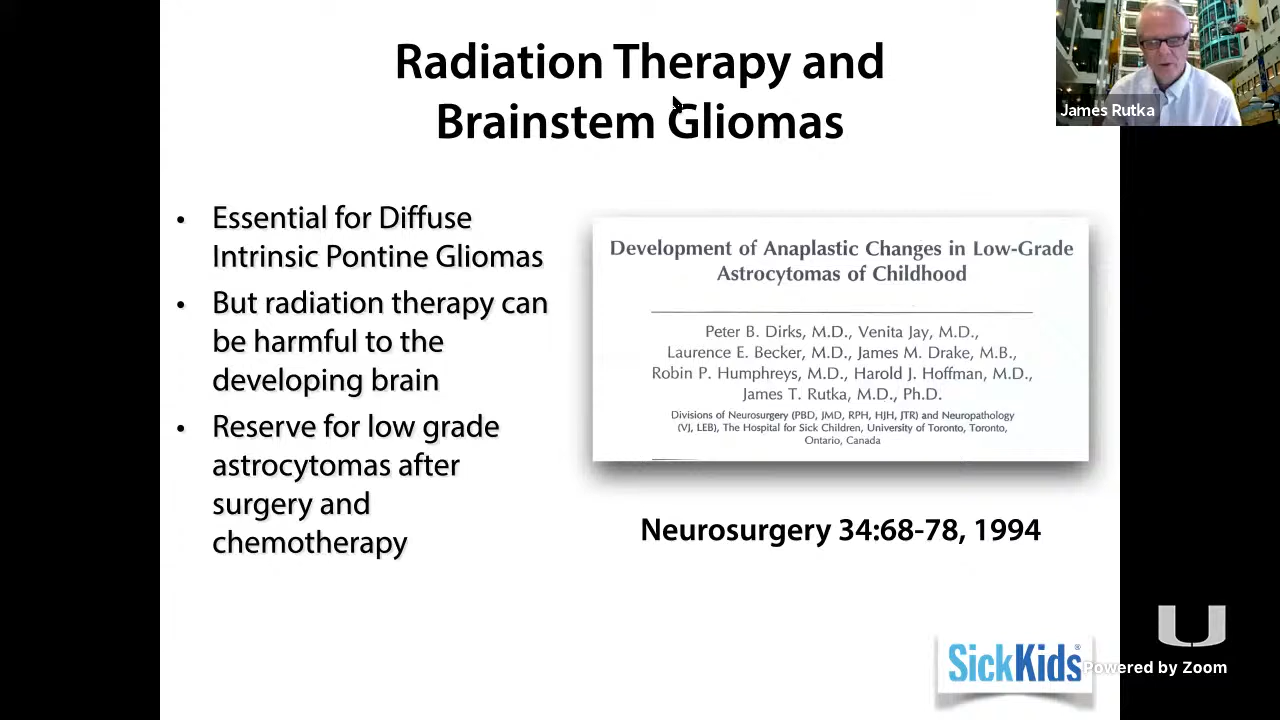 Radiation Therapy and
Brainstem Gliomas
James Rutka
• Essential for Diffuse
Intrinsic Pontine Gliomas
• But radiation therapy can
be harmful to the
developing brain
• Reserve for low grade
astrocytomas after
surgery and
chemotherapy
Development of Anaplastic Changes in Low-Grade
Astrocytomas of Childhood
Peter B. Dirks, M.D., Venita Jay, M.D.,
Laurence E. Becker, M.D., James M. Drake, M.B.,
Robin P. Humphreys, M.D., Harold J. Hoffman, M.D.,
James T. Rutka, M.D., Ph.D.
Divisions of Neurosurgery (PBD, JMD, RPH, HJH, JTR) and Neuropathology
(VJ, LEB), The Hospital for Sick Children, University of Toronto, Toronto,
Ontario, Canada
Neurosurgery 34:68-78, 1994
SickKids®
U
Powered by Zoom